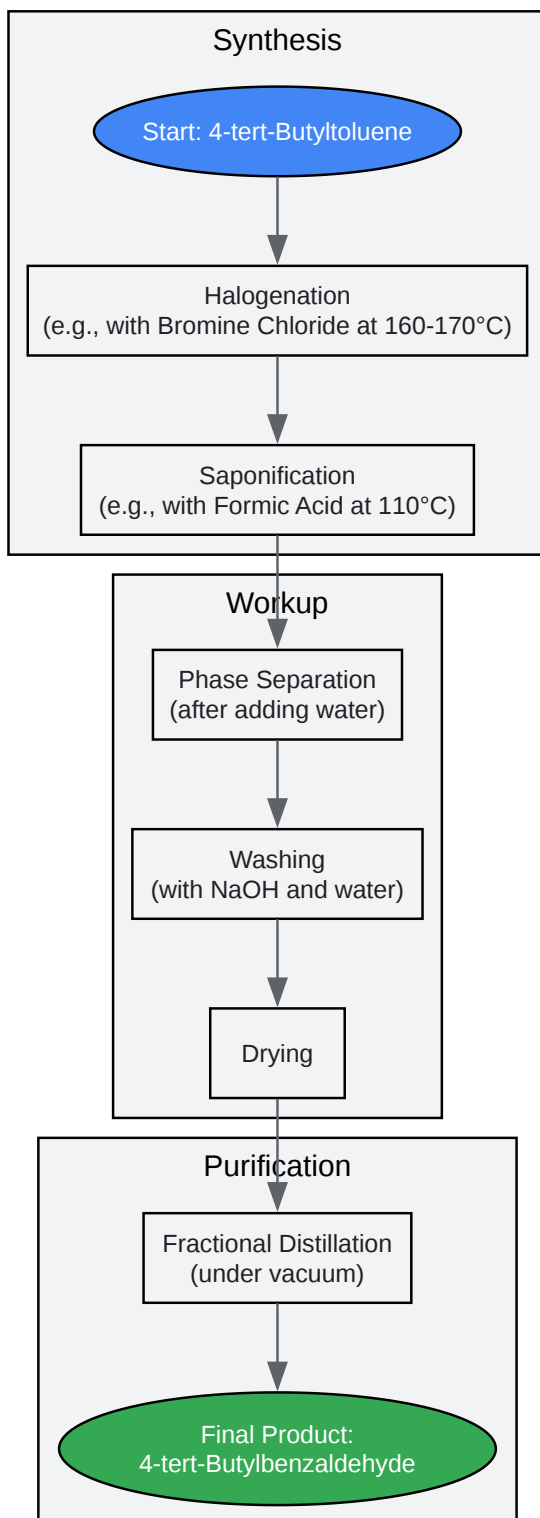 Synthesis
Start: 4-tert-Butyltoluene
Halogenation
(e.g., with Bromine Chloride at 160-170°C)
Saponification
(e.g., with Formic Acid at 110°C)
Workup
Phase Separation
(after adding water)
Washing
(with NaOH and water)
Drying
Purification
Fractional Distillation
(under vacuum)
Final Product:
4-tert-Butylbenzaldehyde